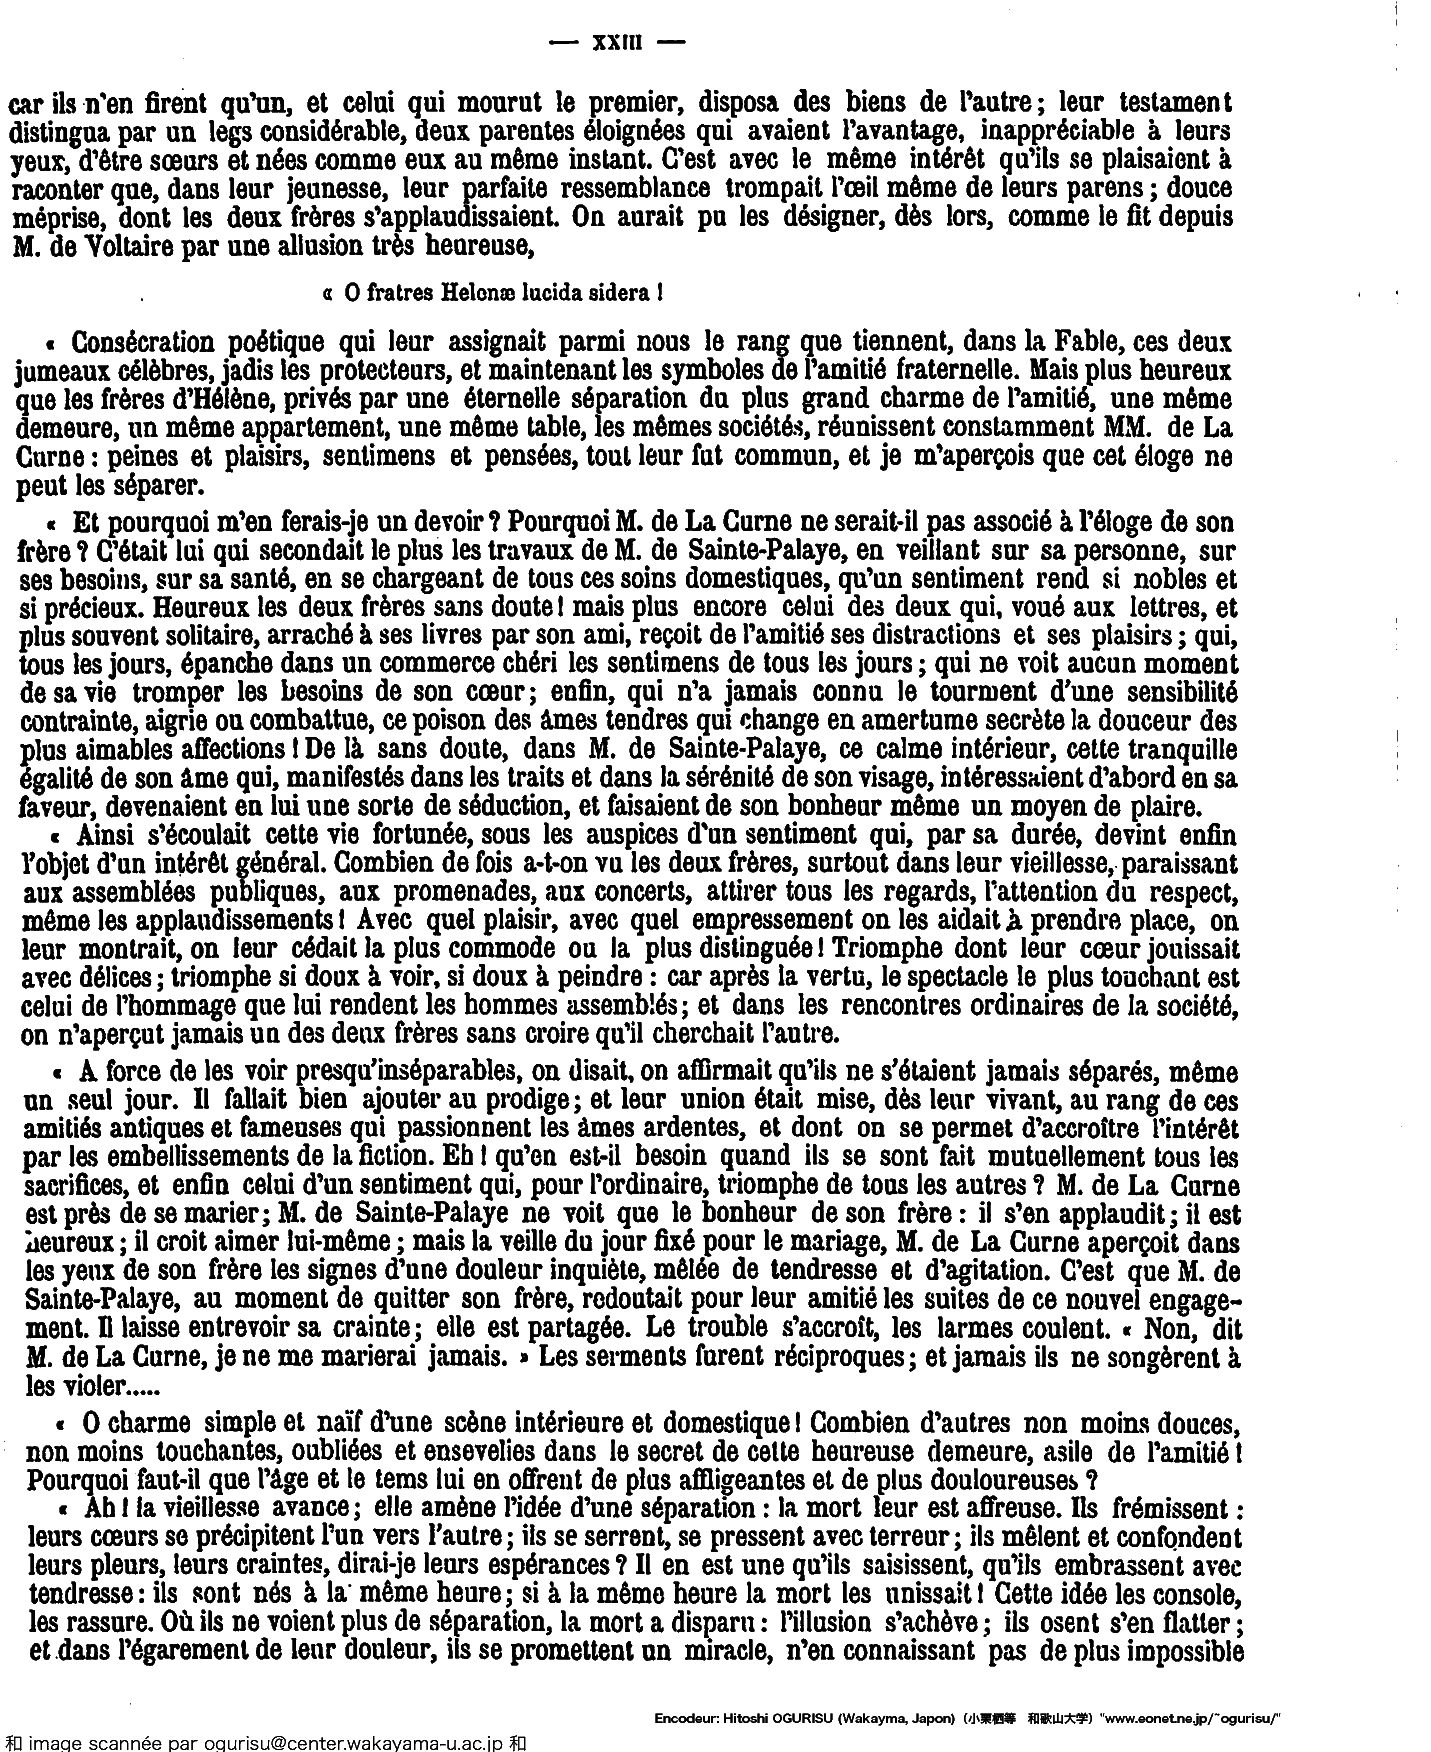 — XXIII —
car ils n'en firent qu'un, et celui qui mourut le premier, disposa des biens de l'autre ; leur testament
distingua par un legs considérable, deux parentes éloignées qui avaient l'avantage, inappréciable à leurs
yeux, d'être sœurs et nées comme eux au même instant. C'est avec le même intérêt qu'ils se plaisaient à
raconter que, dans leur jeunesse, leur parfaite ressemblance trompait l'œil même de leurs parens ; douce
méprise, dont les deux frères s'applaudissaient. On aurait pu les désigner, dès lors, comme le fit depuis
M. de Voltaire par une allusion très heureuse,
« O fratres Helenæ lucida sidera !
« Consécration poétique qui leur assignait parmi nous le rang que tiennent, dans la Fable, ces deux
jumeaux célèbres, jadis les protecteurs, et maintenant les symboles de l'amitié fraternelle. Mais plus heureux
que les frères d'Hélène, privés par une éternelle séparation du plus grand charme de l'amitié, une même
demeure, un même appartement, une même table, les mêmes sociétés, réunissent constamment MM. de La
Curne : peines et plaisirs, sentimens et pensées, tout leur fut commun, et je m'aperçois que cet éloge ne
peut les séparer.
« Et pourquoi m'en ferais-je un devoir ? Pourquoi M. de La Curne ne serait-il pas associé à l'éloge de son
frère ? C'était lui qui secondait le plus les travaux de M. de Sainte-Palaye, en veillant sur sa personne, sur
ses besoins, sur sa santé, en se chargeant de tous ces soins domestiques, qu'un sentiment rend si nobles et
si précieux. Heureux les deux frères sans doute ! mais plus encore celui des deux qui, voué aux lettres, et
plus souvent solitaire, arraché à ses livres par son ami, reçoit de l'amitié ses distractions et ses plaisirs ; qui,
tous les jours, épanche dans un commerce chéri les sentimens de tous les jours ; qui ne voit aucun moment
de sa vie tromper les besoins de son cœur ; enfin, qui n'a jamais connu le tourment d'une sensibilité
contrainte, aigrie ou combattue, ce poison des âmes tendres qui change en amertume secrète la douceur des
plus aimables affections ! De là sans doute, dans M. de Sainte-Palaye, ce calme intérieur, cette tranquille
égalité de son âme qui, manifestés dans les traits et dans la sérénité de son visage, intéressaient d'abord en sa
faveur, devenaient en lui une sorte de séduction, et faisaient de son bonheur même un moyen de plaire.
« Ainsi s'écoulait cette vie fortunée, sous les auspices d'un sentiment qui, par sa durée, devint enfin
l'objet d'un intérêt général. Combien de fois a-t-on vu les deux frères, surtout dans leur vieillesse, paraissant
aux assemblées publiques, aux promenades, aux concerts, attirer tous les regards, l'attention du respect,
même les applaudissements ! Avec quel plaisir, avec quel empressement on les aidait à prendre place, on
leur montrait, on leur cédait la plus commode ou la plus distinguée ! Triomphe dont leur cœur jouissait
avec délices ; triomphe si doux à voir, si doux à peindre : car après la vertu, le spectacle le plus touchant est
celui de l'hommage que lui rendent les hommes assemblés ; et dans les rencontres ordinaires de la société,
on n'aperçut jamais un des deux frères sans croire qu'il cherchait l'autre.
« A force de les voir presqu'inséparables, on disait, on affirmait qu'ils ne s'étaient jamais séparés, même
un seul jour. Il fallait bien ajouter au prodige ; et leur union était mise, dès leur vivant, au rang de ces
amitiés antiques et fameuses qui passionnent les âmes ardentes, et dont on se permet d'accroître l'intérêt
par les embellissements de la fiction. Eh ! qu'en est-il besoin quand ils se sont fait mutuellement tous les
sacrifices, et enfin celui d'un sentiment qui, pour l'ordinaire, triomphe de tous les autres ? M. de La Curne
est près de se marier ; M. de Sainte-Palaye ne voit que le bonheur de son frère : il s'en applaudit ; il est
heureux ; il croit aimer lui-même ; mais la veille du jour fixé pour le mariage, M. de La Curne aperçoit dans
les yeux de son frère les signes d'une douleur inquiète, mêlée de tendresse et d'agitation. C'est que M. de
Sainte-Palaye, au moment de quitter son frère, redoutait pour leur amitié les suites de ce nouvel engage-
ment. Il laisse entrevoir sa crainte ; elle est partagée. Le trouble s'accroît, les larmes coulent. « Non, dit
M. de La Curne, je ne me marierai jamais. » Les serments furent réciproques ; et jamais ils ne songèrent à
les violer.....
« O charme simple et naïf d'une scène intérieure et domestique ! Combien d'autres non moins douces,
non moins touchantes, oubliées et ensevelies dans le secret de cette heureuse demeure, asile de l'amitié !
Pourquoi faut-il que l'âge et le tems lui en offrent de plus affligeantes et de plus douloureuses ?
« Ah ! la vieillesse avance ; elle amène l'idée d'une séparation : la mort leur est affreuse. Ils frémissent :
leurs cœurs se précipitent l'un vers l'autre ; ils se serrent, se pressent avec terreur ; ils mêlent et confondent
leurs pleurs, leurs craintes, dirai-je leurs espérances ? Il en est une qu'ils saisissent, qu'ils embrassent avec
tendresse : ils sont nés à la même heure ; si à la même heure la mort les unissait ! Cette idée les console,
les rassure. Où ils ne voient plus de séparation, la mort a disparu : l'illusion s'achève ; ils osent s'en flatter ;
et dans l'égarement de leur douleur, ils se promettent un miracle, n'en connaissant pas de plus impossible
Encodeur: Hitoshi OGURISU (Wakayma, Japon) (小栗栖等 和歌山大学) "www.eonet.ne.jp/~ogurisu/"
和 image scannée par ogurisu@center.wakayama-u.ac.jp 和